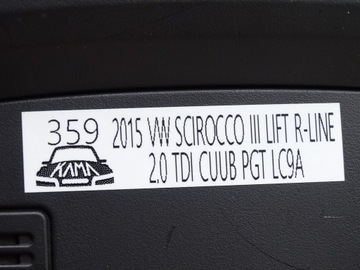 359 2015 VW SCIROCCO III LIFT R-LINE
KAMA 2.0 TDI CUUB PGT LC9A